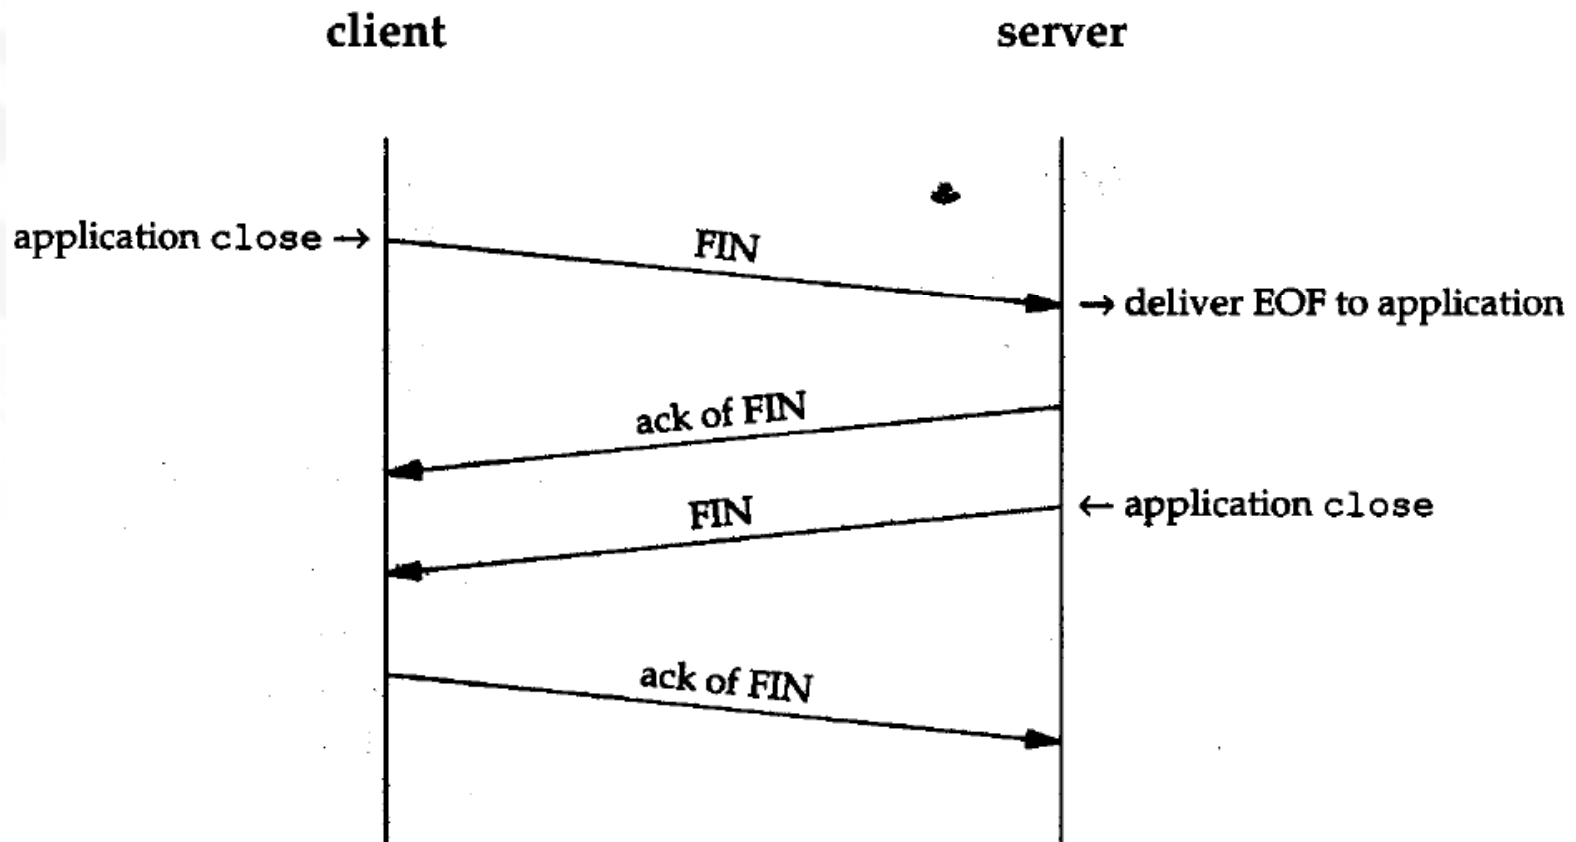 client
server
application close →
FIN
→ deliver EOF to application
ack of FIN
FIN
← application close
ack of FIN